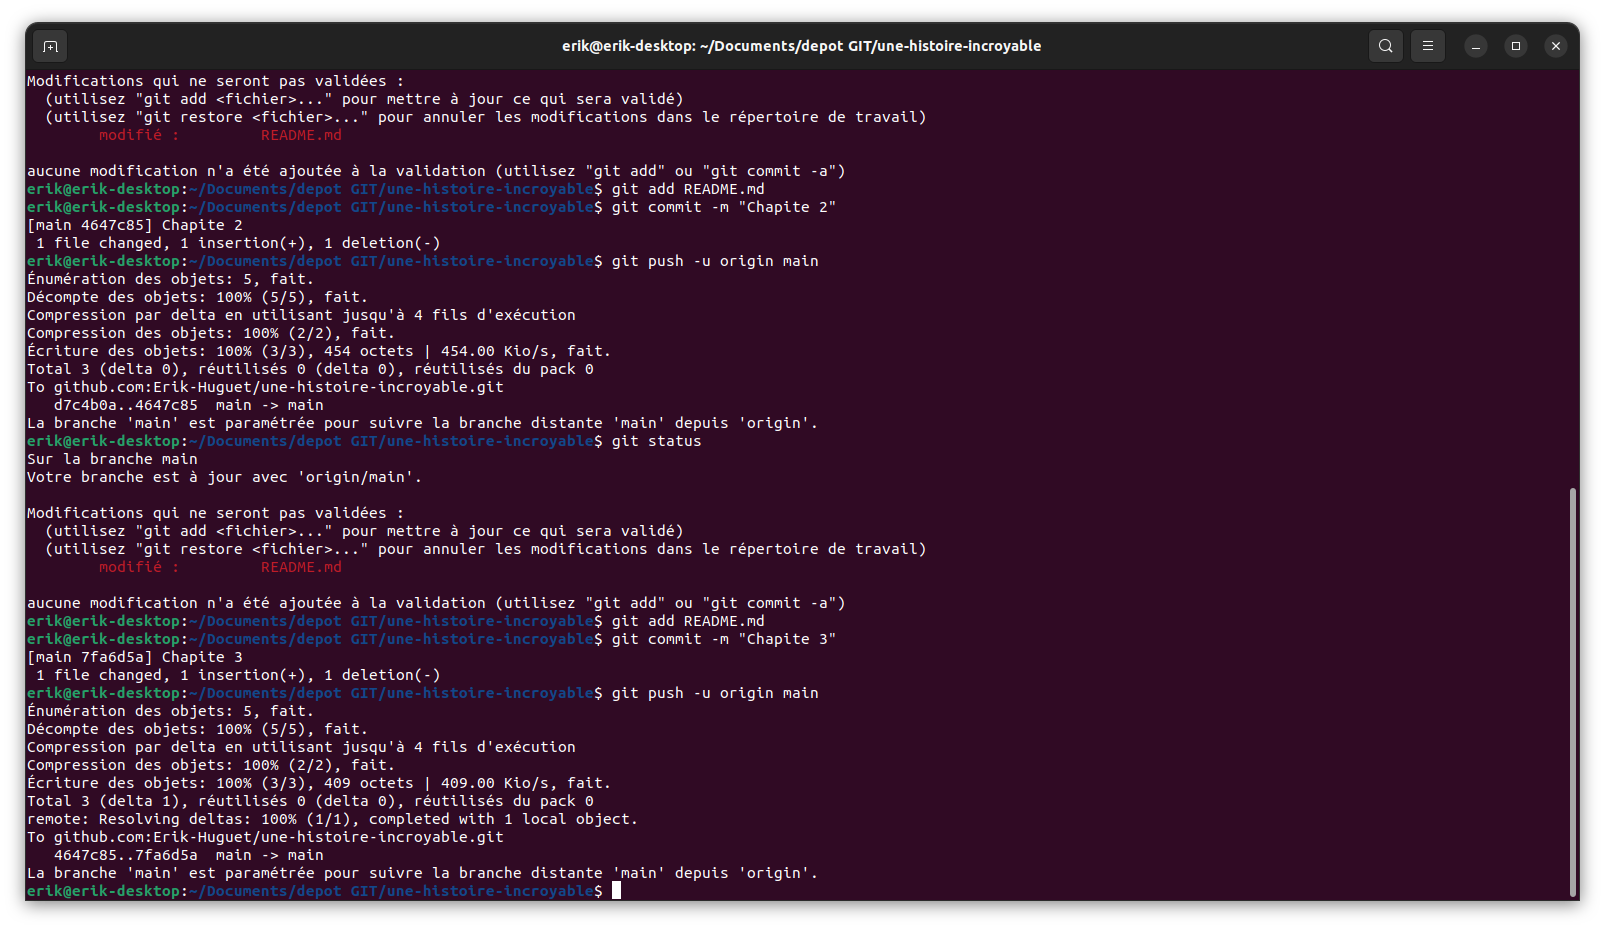 erik@erik-desktop: ~/Documents/depot GIT/une-histoire-incroyable
Modifications qui ne seront pas validées :
  (utilisez "git add <fichier>..." pour mettre à jour ce qui sera validé)
  (utilisez "git restore <fichier>..." pour annuler les modifications dans le répertoire de travail)
        modifié :         README.md

aucune modification n'a été ajoutée à la validation (utilisez "git add" ou "git commit -a")
erik@erik-desktop:~/Documents/depot GIT/une-histoire-incroyable$ git add README.md
erik@erik-desktop:~/Documents/depot GIT/une-histoire-incroyable$ git commit -m "Chapite 2"
[main 4647c85] Chapite 2
 1 file changed, 1 insertion(+), 1 deletion(-)
erik@erik-desktop:~/Documents/depot GIT/une-histoire-incroyable$ git push -u origin main
Énumération des objets: 5, fait.
Décompte des objets: 100% (5/5), fait.
Compression par delta en utilisant jusqu'à 4 fils d'exécution
Compression des objets: 100% (2/2), fait.
Écriture des objets: 100% (3/3), 454 octets | 454.00 Kio/s, fait.
Total 3 (delta 0), réutilisés 0 (delta 0), réutilisés du pack 0
To github.com:Erik-Huguet/une-histoire-incroyable.git
   d7c4b0a..4647c85  main -> main
La branche 'main' est paramétrée pour suivre la branche distante 'main' depuis 'origin'.
erik@erik-desktop:~/Documents/depot GIT/une-histoire-incroyable$ git status
Sur la branche main
Votre branche est à jour avec 'origin/main'.

Modifications qui ne seront pas validées :
  (utilisez "git add <fichier>..." pour mettre à jour ce qui sera validé)
  (utilisez "git restore <fichier>..." pour annuler les modifications dans le répertoire de travail)
        modifié :         README.md

aucune modification n'a été ajoutée à la validation (utilisez "git add" ou "git commit -a")
erik@erik-desktop:~/Documents/depot GIT/une-histoire-incroyable$ git add README.md
erik@erik-desktop:~/Documents/depot GIT/une-histoire-incroyable$ git commit -m "Chapite 3"
[main 7fa6d5a] Chapite 3
 1 file changed, 1 insertion(+), 1 deletion(-)
erik@erik-desktop:~/Documents/depot GIT/une-histoire-incroyable$ git push -u origin main
Énumération des objets: 5, fait.
Décompte des objets: 100% (5/5), fait.
Compression par delta en utilisant jusqu'à 4 fils d'exécution
Compression des objets: 100% (2/2), fait.
Écriture des objets: 100% (3/3), 409 octets | 409.00 Kio/s, fait.
Total 3 (delta 1), réutilisés 0 (delta 0), réutilisés du pack 0
remote: Resolving deltas: 100% (1/1), completed with 1 local object.
To github.com:Erik-Huguet/une-histoire-incroyable.git
   4647c85..7fa6d5a  main -> main
La branche 'main' est paramétrée pour suivre la branche distante 'main' depuis 'origin'.
erik@erik-desktop:~/Documents/depot GIT/une-histoire-incroyable$